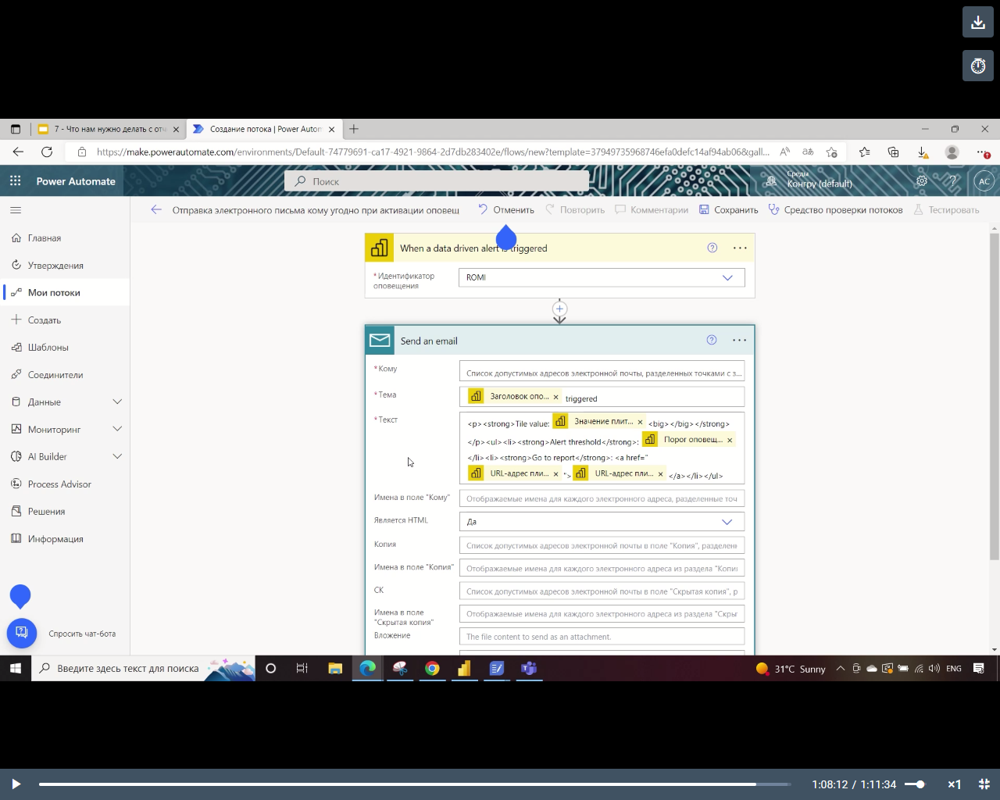 7 - Что нам нужно делать с отч
Создание потока | Power Autom
https://make.powerautomate.com/environments/Default-74779691-ca17-4921-9864-2d7db283402e/flows/new?template=37949735968746efa0defc14af94ab06&gall...
Power Automate
Поиск
Среды
Конгру (default)
AC
Отправка электронного письма кому угодно при активации оповещ
Отменить
Повторить
Комментарии
Сохранить
Средство проверки потоков
Тестировать
Главная
Утверждения
Мои потоки
Создать
Шаблоны
Соединители
Данные
Мониторинг
AI Builder
Process Advisor
Решения
Информация
Спросить чат-бота
When a data driven alert is triggered
* Идентификатор оповещения
ROMI
Send an email
* Кому
Список допустимых адресов электронной почты, разделенных точками с з...
* Тема
Заголовок опо... × triggered
* Текст
<p><strong>Tile value: Значение плит... × <big></big></strong>
</p><ul><li><strong>Alert threshold</strong>: Порог оповещ... ×
</li><li><strong>Go to report</strong>: <a href="
URL-адрес пли... × "> URL-адрес пли... × </a></li></ul>
Имена в поле "Кому"
Отображаемые имена для каждого электронного адреса, разделенные точ
Является HTML
Да
Копия
Список допустимых адресов электронной почты в поле "Копия", разделен
Имена в поле "Копия"
Отображаемые имена для каждого электронного адреса из раздела "Копи
СК
Список допустимых адресов электронной почты в поле "Скрытая копия", р
Имена в поле "Скрытая копия"
Отображаемые имена для каждого электронного адреса из раздела "Скры
Вложение
The file content to send as an attachment.
Введите здесь текст для поиска
31°C Sunny
ENG
1:08:12 / 1:11:34
×1